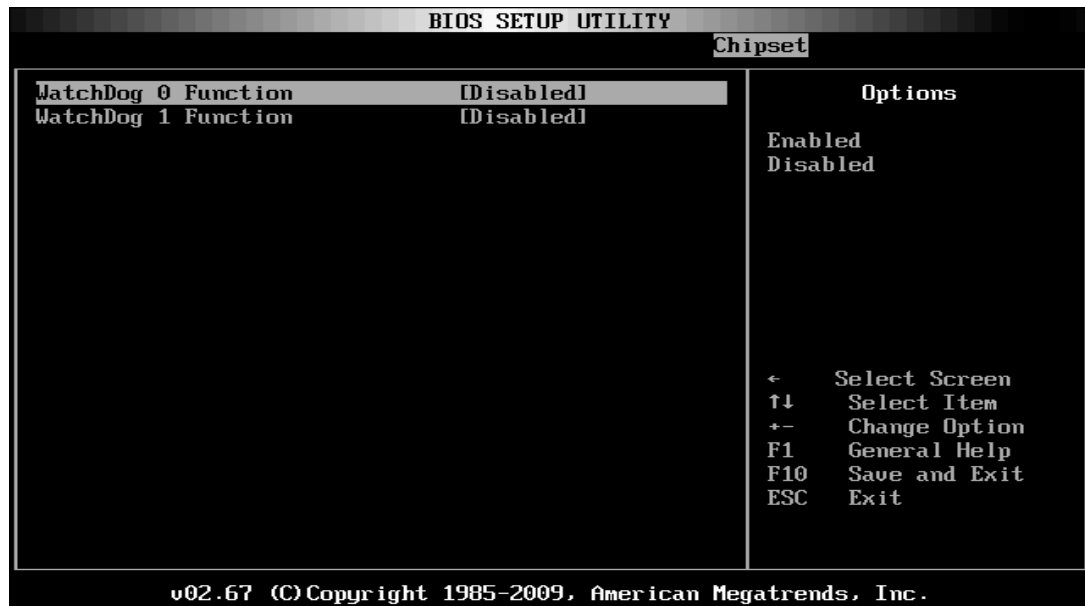 BIOS SETUP UTILITY
Chipset
WatchDog 0 Function [Disabled]
WatchDog 1 Function [Disabled]
Options
Enabled
Disabled
← Select Screen
↑↓ Select Item
+- Change Option
F1 General Help
F10 Save and Exit
ESC Exit
v02.67 (C)Copyright 1985-2009, American Megatrends, Inc.